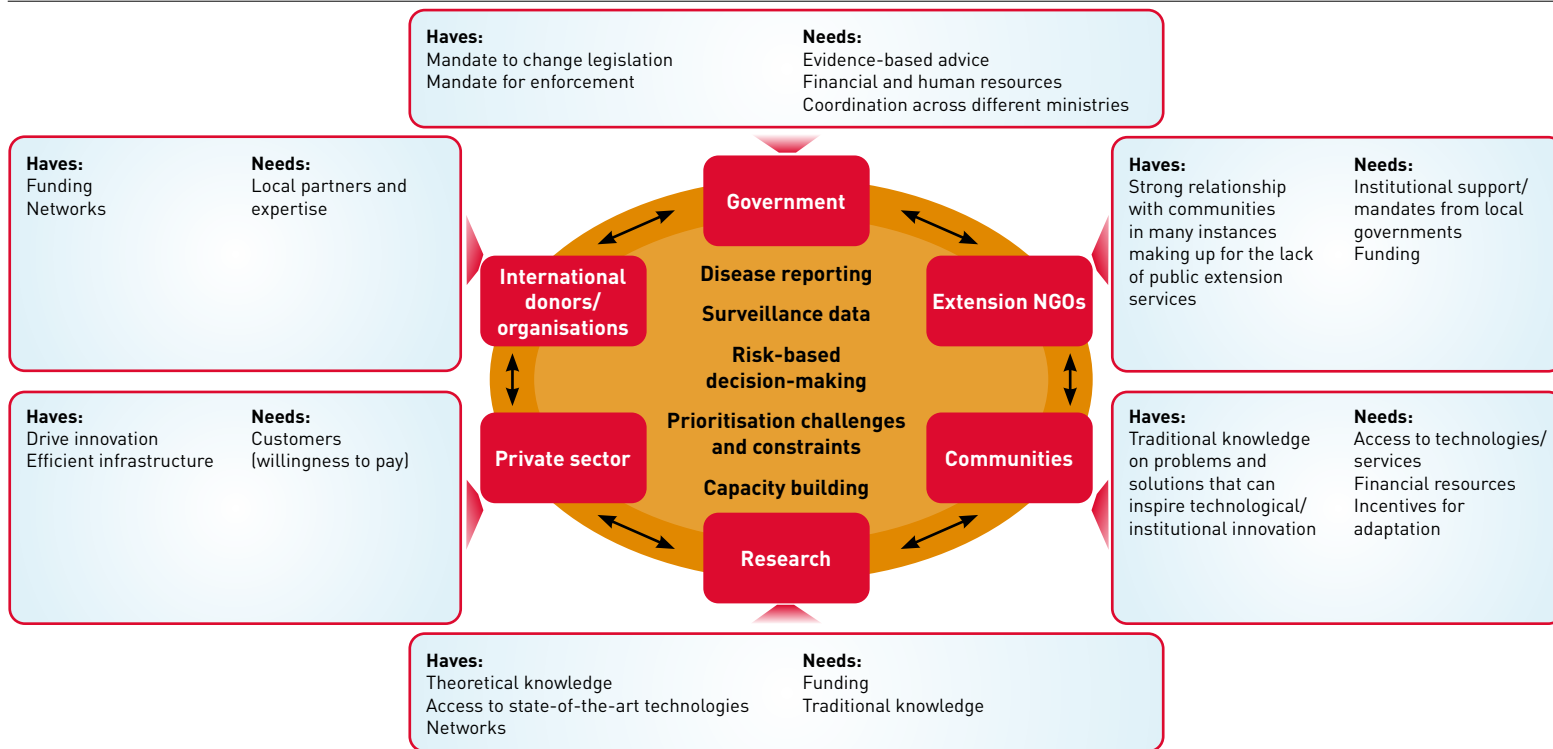 Haves:
Mandate to change legislation
Mandate for enforcement
Needs:
Evidence-based advice
Financial and human resources
Coordination across different ministries
Haves:
Funding
Networks
Needs:
Local partners and
expertise
Government
Haves:
Strong relationship
with communities
in many instances
making up for the lack
of public extension
services
Needs:
Institutional support/
mandates from local
governments
Funding
International
donors/
organisations
Disease reporting
Surveillance data
Risk-based
decision-making
Prioritisation challenges
and constraints
Capacity building
Extension NGOs
Haves:
Drive innovation
Efficient infrastructure
Needs:
Customers
(willingness to pay)
Private sector
Communities
Haves:
Traditional knowledge
on problems and
solutions that can
inspire technological/
institutional innovation
Needs:
Access to technologies/
services
Financial resources
Incentives for
adaptation
Research
Haves:
Theoretical knowledge
Access to state-of-the-art technologies
Networks
Needs:
Funding
Traditional knowledge